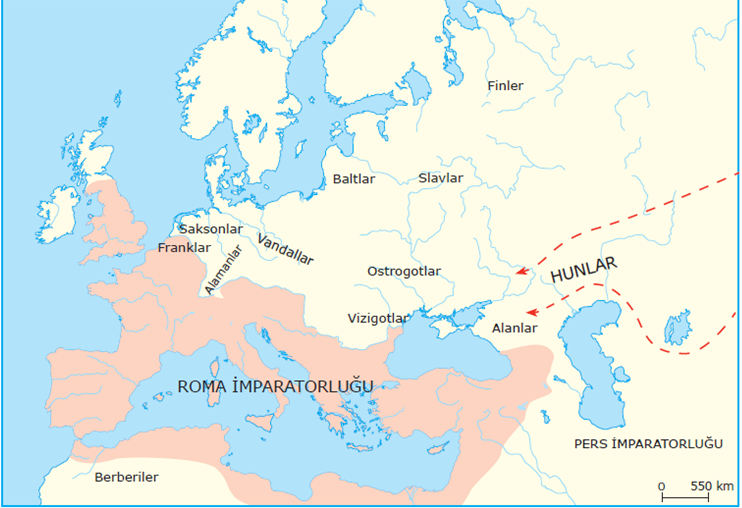 Finler
Baltlar
Slavlar
Saksonlar
Franklar
Alamanlar
Vandallar
Ostrogotlar
HUNLAR
Vizigotlar
Alanlar
ROMA İMPARATORLUĞU
PERS İMPARATORLUĞU
Berberiler
0 550 km